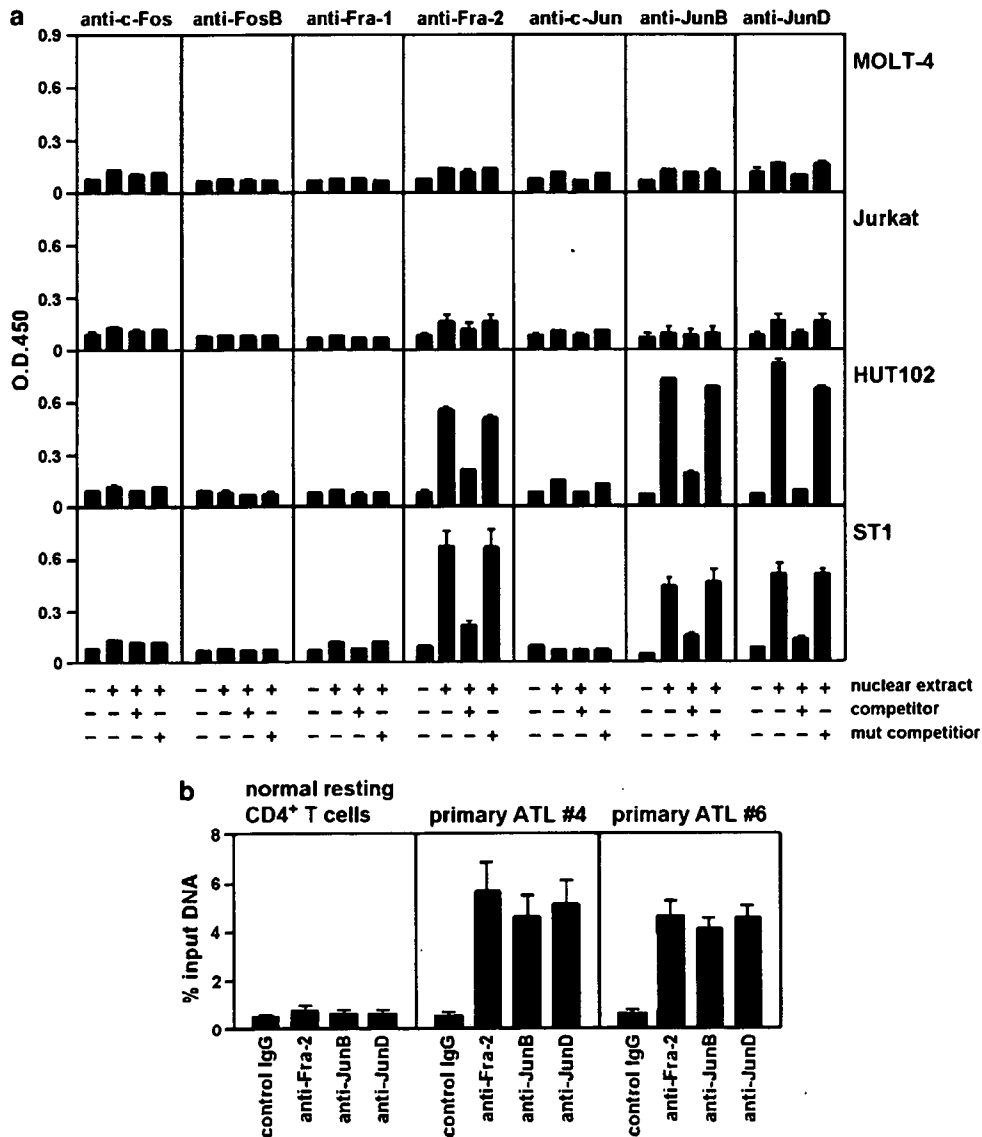 a
anti-c-Fos anti-FosB anti-Fra-1 anti-Fra-2 anti-c-Jun anti-JunB anti-JunD
0.9
0.6
0.3
0
MOLT-4
0.6
0.3
0
Jurkat
0.6
0.3
0
HUT102
0.6
0.3
0
ST1
O.D.450
− + + + − + + + − + + + − + + + − + + + − + + + − + + + nuclear extract
− − + − − − + − − − + − − − + − − − + − − − + − − − + − competitor
− − − + − − − + − − − + − − − + − − − + − − − + − − − + mut competitior
b
normal resting
CD4+ T cells primary ATL #4 primary ATL #6
8
6
4
2
0
% input DNA
control IgG anti-Fra-2 anti-JunB anti-JunD control IgG anti-Fra-2 anti-JunB anti-JunD control IgG anti-Fra-2 anti-JunB anti-JunD